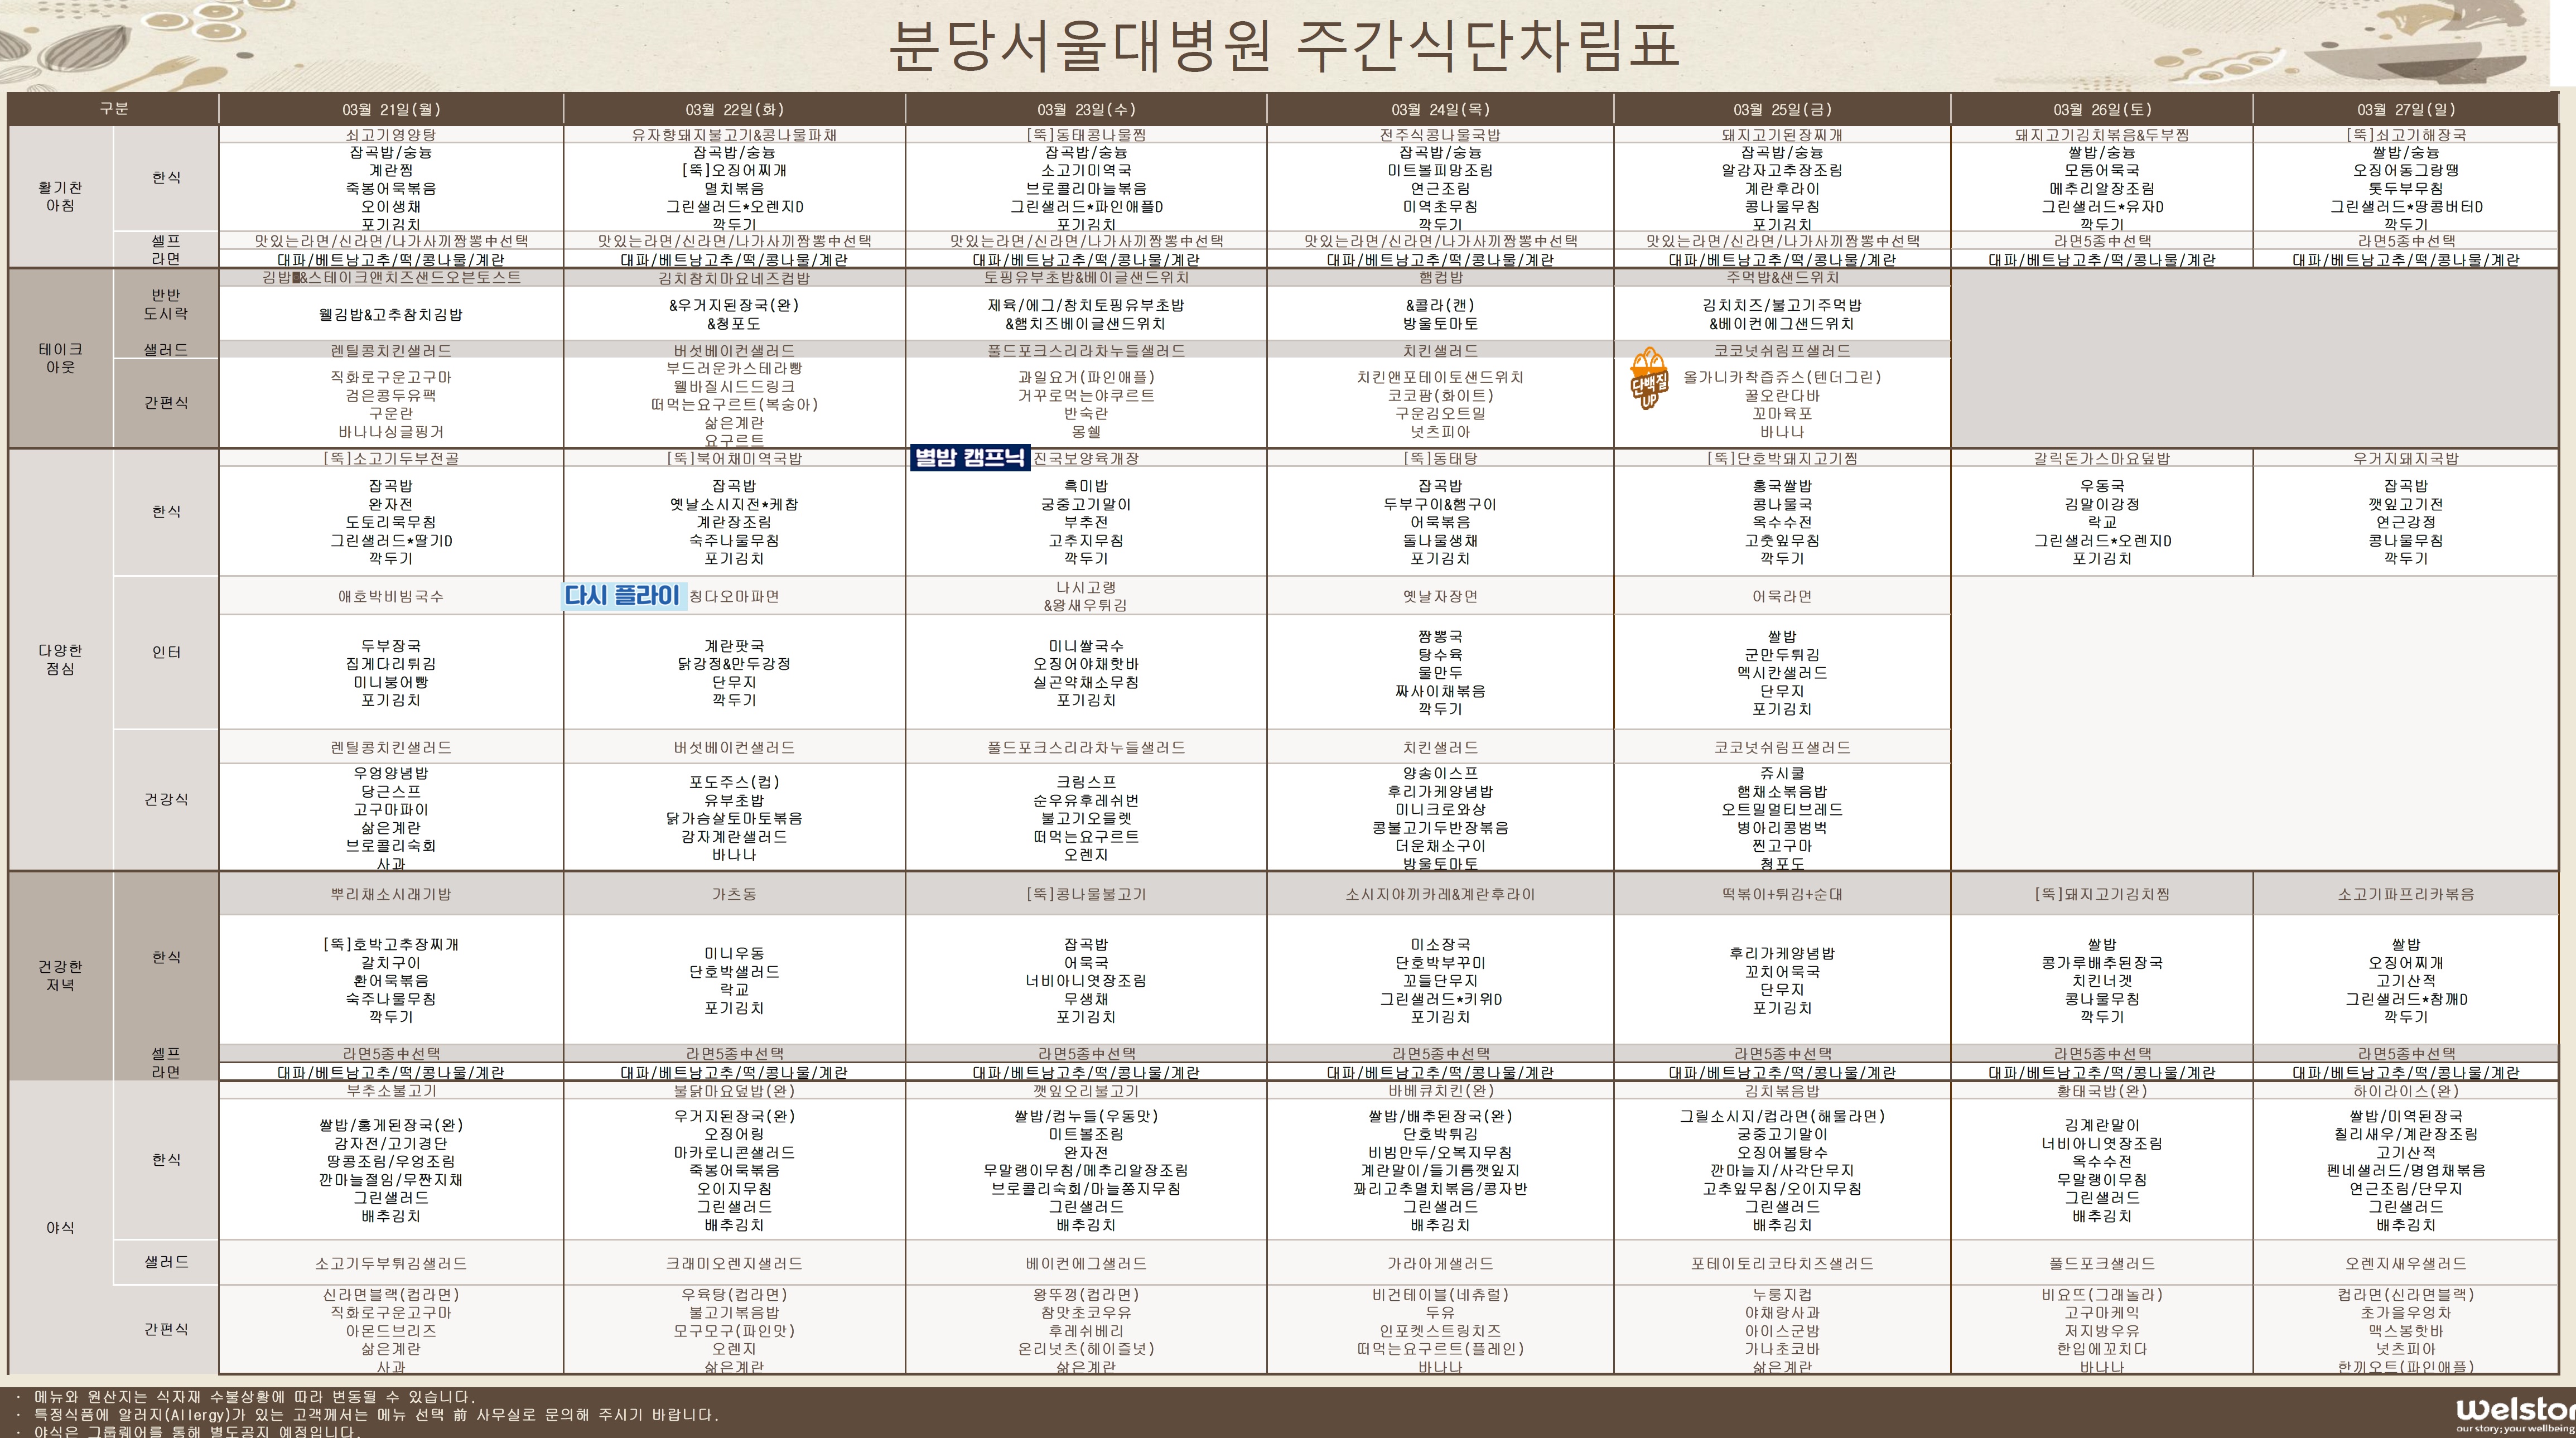 분당서울대병원 주간식단차림표
구분
03월 21일(월)
03월 22일(화)
03월 23일(수)
03월 24일(목)
03월 25일(금)
03월 26일(토)
03월 27일(일)
활기찬
아침
한식
쇠고기영양탕
잡곡밥/숭늉
계란찜
죽봉어묵볶음
오이생채
포기김치
유자향돼지불고기&콩나물파채
잡곡밥/숭늉
[뚝]오징어찌개
멸치볶음
그린샐러드*오렌지D
깍두기
[뚝]동태콩나물찜
잡곡밥/숭늉
소고기미역국
브로콜리마늘볶음
그린샐러드*파인애플D
포기김치
전주식콩나물국밥
잡곡밥/숭늉
미트볼피망조림
연근조림
미역초무침
깍두기
돼지고기된장찌개
잡곡밥/숭늉
알감자고추장조림
계란후라이
콩나물무침
포기김치
돼지고기김치볶음&두부찜
쌀밥/숭늉
모둠어묵국
메추리알장조림
그린샐러드*유자D
깍두기
[뚝]쇠고기해장국
쌀밥/숭늉
오징어동그랑땡
톳두부무침
그린샐러드*땅콩버터D
깍두기
셀프
라면
맛있는라면/신라면/나가사끼짬뽕中선택
대파/베트남고추/떡/콩나물/계란
맛있는라면/신라면/나가사끼짬뽕中선택
대파/베트남고추/떡/콩나물/계란
맛있는라면/신라면/나가사끼짬뽕中선택
대파/베트남고추/떡/콩나물/계란
맛있는라면/신라면/나가사끼짬뽕中선택
대파/베트남고추/떡/콩나물/계란
맛있는라면/신라면/나가사끼짬뽕中선택
대파/베트남고추/떡/콩나물/계란
라면5종中선택
대파/베트남고추/떡/콩나물/계란
라면5종中선택
대파/베트남고추/떡/콩나물/계란
테이크
아웃
반반
도시락
김밥&스테이크앤치즈샌드오븐토스트
웰김밥&고추참치김밥
김치참치마요네즈컵밥
&우거지된장국(완)
&청포도
토핑유부초밥&베이글샌드위치
제육/에그/참치토핑유부초밥
&햄치즈베이글샌드위치
햄컵밥
&콜라(캔)
방울토마토
주먹밥&샌드위치
김치치즈/불고기주먹밥
&베이컨에그샌드위치
샐러드
렌틸콩치킨샐러드
버섯베이컨샐러드
풀드포크스리라차누들샐러드
치킨샐러드
코코넛쉬림프샐러드
간편식
직화로구운고구마
검은콩두유팩
구운란
바나나싱글핑거
부드러운카스테라빵
웰바질시드드링크
떠먹는요구르트(복숭아)
삶은계란
요구르트
과일요거(파인애플)
거꾸로먹는야쿠르트
반숙란
몽쉘
치킨앤포테이토샌드위치
코코팜(화이트)
구운김오트밀
넛츠피아
단백질
UP
올가니카착즙쥬스(텐더그린)
꿀오란다바
꼬마육포
바나나
다양한
점심
한식
[뚝]소고기두부전골
잡곡밥
완자전
도토리묵무침
그린샐러드*딸기D
깍두기
[뚝]북어채미역국밥
잡곡밥
옛날소시지전*케찹
계란장조림
숙주나물무침
포기김치
별밤 캠프닉
진국보양육개장
흑미밥
궁중고기말이
부추전
고추지무침
깍두기
[뚝]동태탕
잡곡밥
두부구이&햄구이
어묵볶음
돌나물생채
포기김치
[뚝]단호박돼지고기찜
홍국쌀밥
콩나물국
옥수수전
고춧잎무침
깍두기
갈릭돈가스마요덮밥
우동국
김말이강정
락교
그린샐러드*오렌지D
포기김치
우거지돼지국밥
잡곡밥
깻잎고기전
연근강정
콩나물무침
깍두기
인터
애호박비빔국수
두부장국
집게다리튀김
미니붕어빵
포기김치
다시 플라이
칭다오마파면
계란팟국
닭강정&만두강정
단무지
깍두기
나시고랭
&왕새우튀김
미니쌀국수
오징어야채핫바
실곤약채소무침
포기김치
옛날자장면
짬뽕국
탕수육
물만두
짜사이채볶음
깍두기
어묵라면
쌀밥
군만두튀김
멕시칸샐러드
단무지
포기김치
건강식
렌틸콩치킨샐러드
우엉양념밥
당근스프
고구마파이
삶은계란
브로콜리숙회
사과
버섯베이컨샐러드
포도주스(컵)
유부초밥
닭가슴살토마토볶음
감자계란샐러드
바나나
풀드포크스리라차누들샐러드
크림스프
순우유후레쉬번
불고기오믈렛
떠먹는요구르트
오렌지
치킨샐러드
양송이스프
후리가케양념밥
미니크로와상
콩불고기두반장볶음
더운채소구이
방울토마토
코코넛쉬림프샐러드
쥬시쿨
햄채소볶음밥
오트밀멀티브레드
병아리콩범벅
찐고구마
청포도
건강한
저녁
한식
뿌리채소시래기밥
[뚝]호박고추장찌개
갈치구이
환어묵볶음
숙주나물무침
깍두기
가츠동
미니우동
단호박샐러드
락교
포기김치
[뚝]콩나물불고기
잡곡밥
어묵국
너비아니엿장조림
무생채
포기김치
소시지야끼카레&계란후라이
미소장국
단호박부꾸미
꼬들단무지
그린샐러드*키위D
포기김치
떡볶이+튀김+순대
후리가케양념밥
꼬치어묵국
단무지
포기김치
[뚝]돼지고기김치찜
쌀밥
콩가루배추된장국
치킨너겟
콩나물무침
깍두기
소고기파프리카볶음
쌀밥
오징어찌개
고기산적
그린샐러드*참깨D
깍두기
셀프
라면
라면5종中선택
대파/베트남고추/떡/콩나물/계란
라면5종中선택
대파/베트남고추/떡/콩나물/계란
라면5종中선택
대파/베트남고추/떡/콩나물/계란
라면5종中선택
대파/베트남고추/떡/콩나물/계란
라면5종中선택
대파/베트남고추/떡/콩나물/계란
라면5종中선택
대파/베트남고추/떡/콩나물/계란
라면5종中선택
대파/베트남고추/떡/콩나물/계란
야식
한식
부추소불고기
쌀밥/홍게된장국(완)
감자전/고기경단
땅콩조림/우엉조림
깐마늘절임/무짠지채
그린샐러드
배추김치
불닭마요덮밥(완)
우거지된장국(완)
오징어링
마카로니콘샐러드
죽봉어묵볶음
오이지무침
그린샐러드
배추김치
깻잎오리불고기
쌀밥/컵누들(우동맛)
미트볼조림
완자전
무말랭이무침/메추리알장조림
브로콜리숙회/마늘쫑지무침
그린샐러드
배추김치
바베큐치킨(완)
쌀밥/배추된장국(완)
단호박튀김
비빔만두/오복지무침
계란말이/들기름깻잎지
꽈리고추멸치볶음/콩자반
그린샐러드
배추김치
김치볶음밥
그릴소시지/컵라면(해물라면)
궁중고기말이
오징어볼탕수
깐마늘지/사각단무지
고추잎무침/오이지무침
그린샐러드
배추김치
황태국밥(완)
김계란말이
너비아니엿장조림
옥수수전
무말랭이무침
그린샐러드
배추김치
하이라이스(완)
쌀밥/미역된장국
칠리새우/계란장조림
고기산적
펜네샐러드/명엽채볶음
연근조림/단무지
그린샐러드
배추김치
샐러드
소고기두부튀김샐러드
크래미오렌지샐러드
베이컨에그샐러드
가라아게샐러드
포테이토리코타치즈샐러드
풀드포크샐러드
오렌지새우샐러드
간편식
신라면블랙(컵라면)
직화로구운고구마
아몬드브리즈
삶은계란
사과
우육탕(컵라면)
불고기볶음밥
모구모구(파인맛)
오렌지
삶은계란
왕뚜껑(컵라면)
참맛초코우유
후레쉬베리
온리넛츠(헤이즐넛)
삶은계란
비건테이블(네츄럴)
두유
인포켓스트링치즈
떠먹는요구르트(플레인)
바나나
누룽지컵
야채랑사과
아이스군밤
가나초코바
삶은계란
비요뜨(그래놀라)
고구마케익
저지방우유
한입에꼬치다
바나나
컵라면(신라면블랙)
초가을우엉차
맥스봉핫바
넛츠피아
한끼오트(파인애플)
· 메뉴와 원산지는 식자재 수불상황에 따라 변동될 수 있습니다.
· 특정식품에 알러지(Allergy)가 있는 고객께서는 메뉴 선택 前 사무실로 문의해 주시기 바랍니다.
· 야식은 그룹웨어를 통해 별도공지 예정입니다.
welstor
our story; your wellbeing